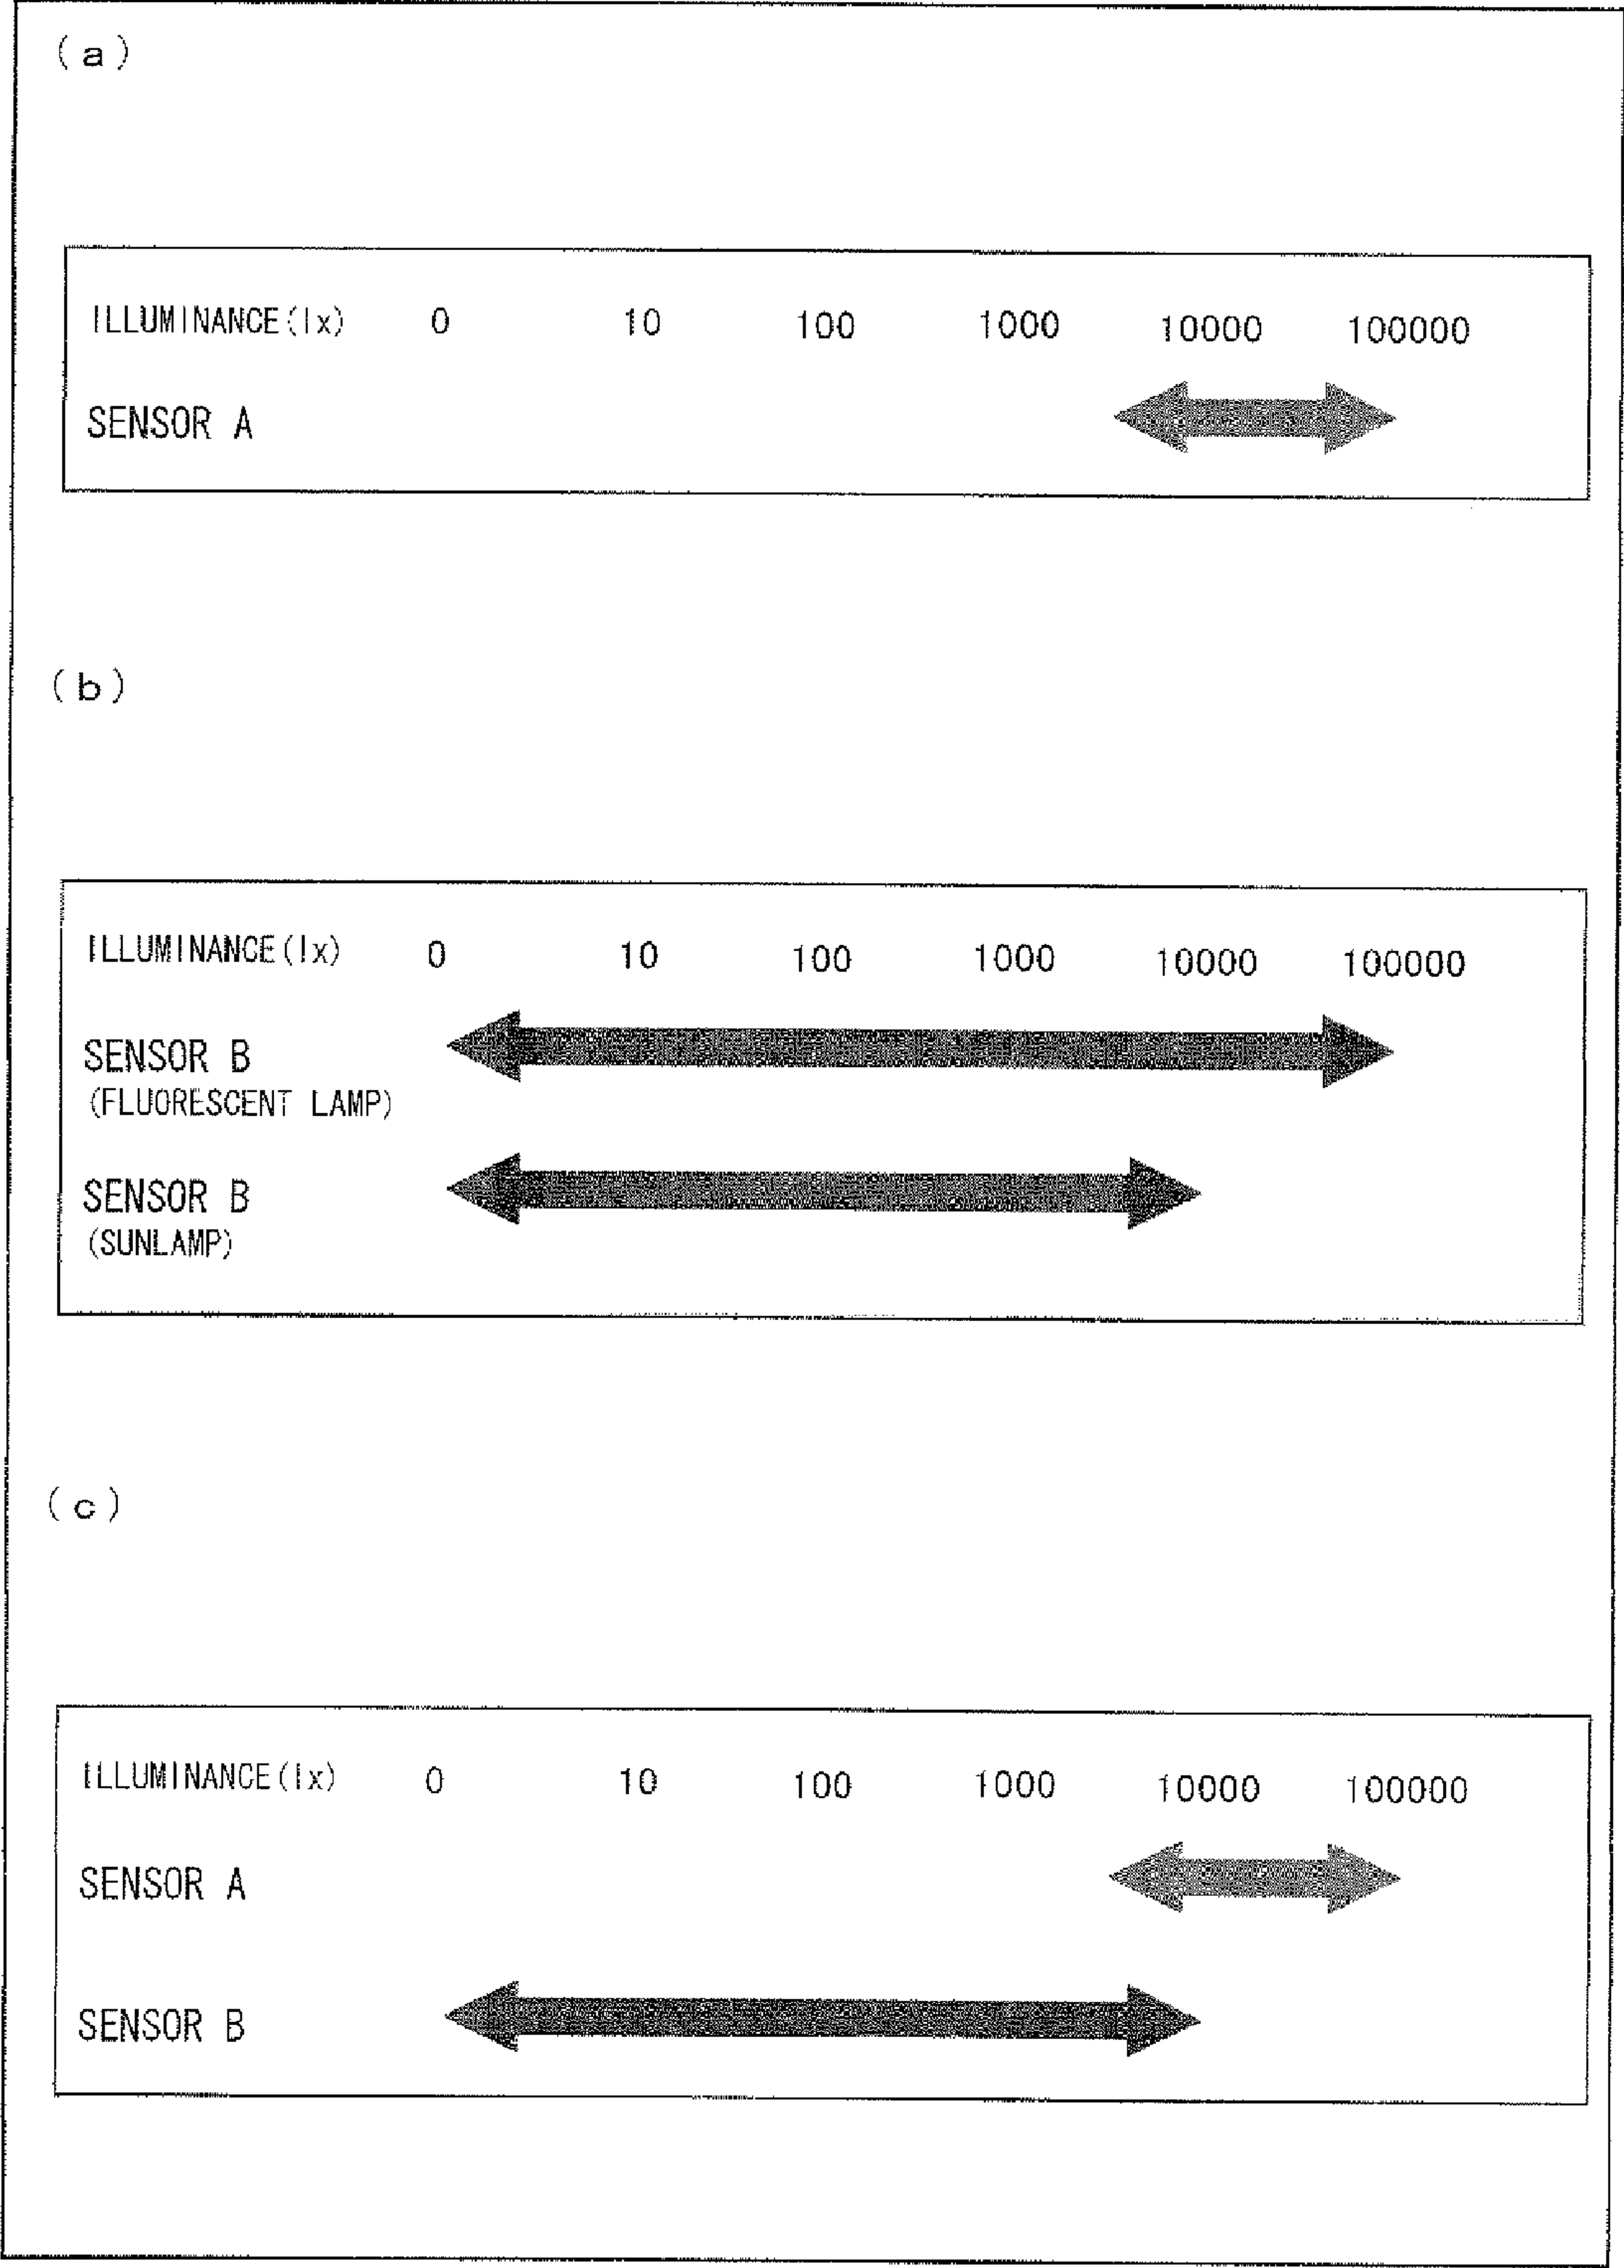 (a)
ILLUMINANCE(lx) 0 10 100 1000 10000 100000
SENSOR A
(b)
ILLUMINANCE(lx) 0 10 100 1000 10000 100000
SENSOR B
(FLUORESCENT LAMP)
SENSOR B
(SUNLAMP)
(c)
ILLUMINANCE(lx) 0 10 100 1000 10000 100000
SENSOR A
SENSOR B